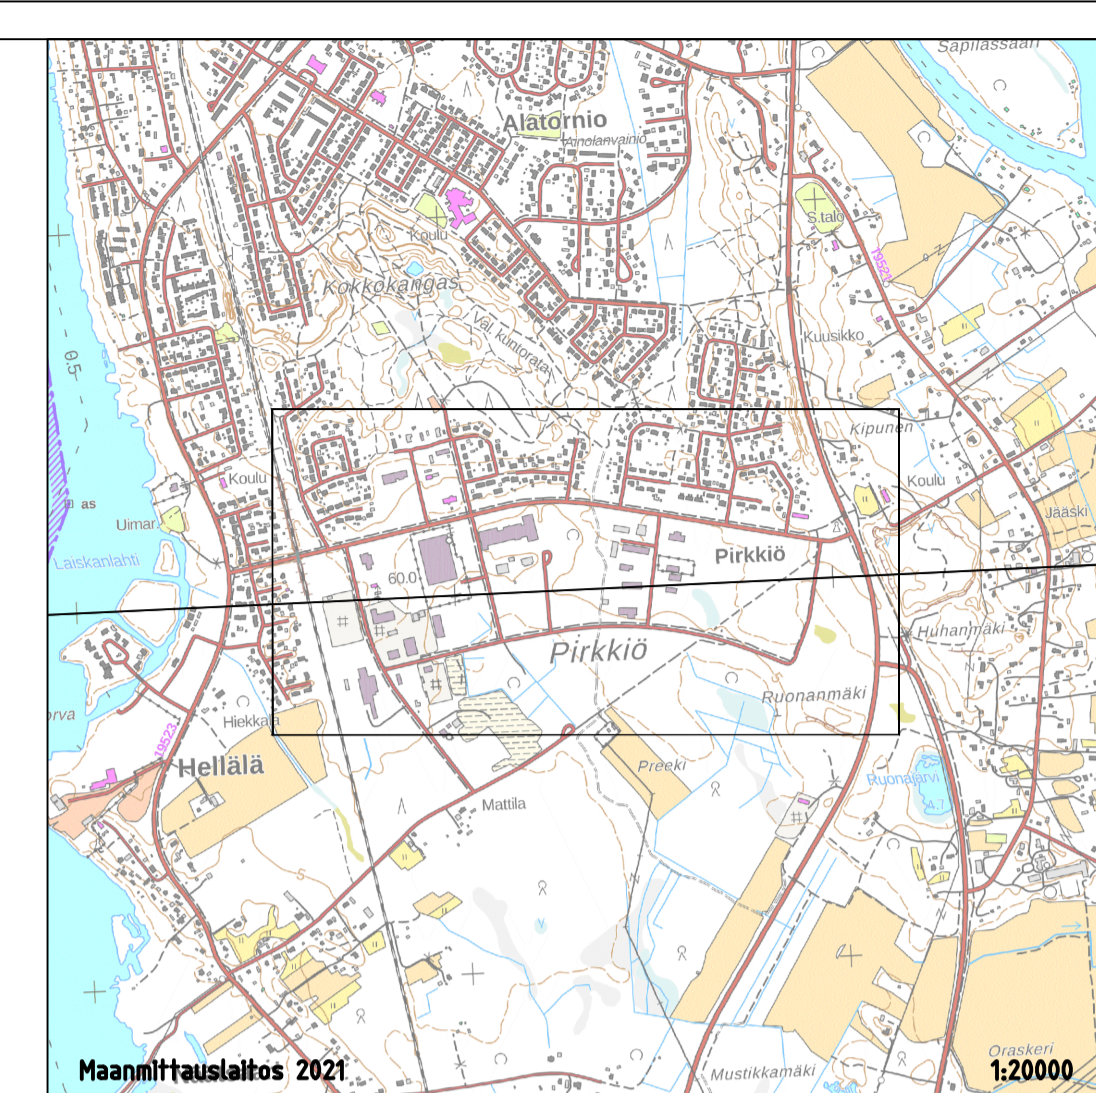 Sapilassaari
Alatornio
Ainolanvainio
S.talo
Koulu
19521
Kokkokangas
Val. kuntorata
Kuusikko
0.5
Kipunen
Koulu
Koulu
as
Jääski
Uimar.
Laiskanlahti
Pirkkiö
60.0
Huhanmäki
Pirkkiö
Ruonanmäki
orva
Hiekkala
19523
Hellälä
Preeki
Ruonajärvi
4.7
Mattila
5
Oraskeri
Mustikkamäki
Maanmittauslaitos 2021
1:20000